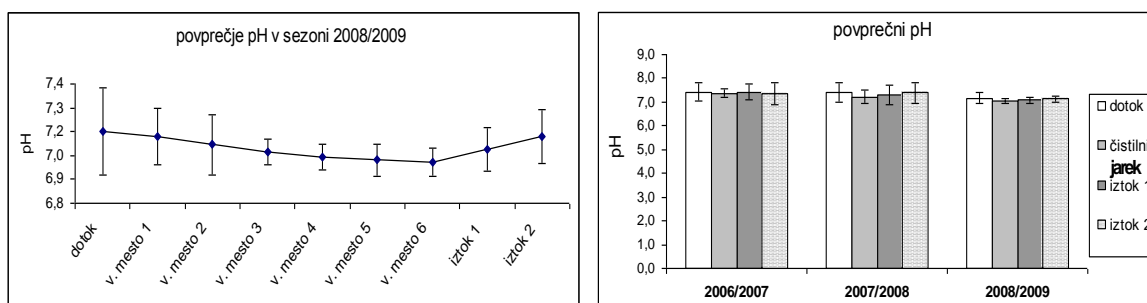 povprečje pH v sezoni 2008/2009
7,4
7,3
7,2
7,0
6,9
6,8
pH
dotok
v. mesto 1
v. mesto 2
v. mesto 3
v. mesto 4
v. mesto 5
v. mesto 6
iztok 1
iztok 2
povprečni pH
9,0
8,0
7,0
6,0
5,0
4,0
3,0
2,0
1,0
0,0
pH
2006/2007
2007/2008
2008/2009
dotok
čistilni
jarek
iztok 1
iztok 2